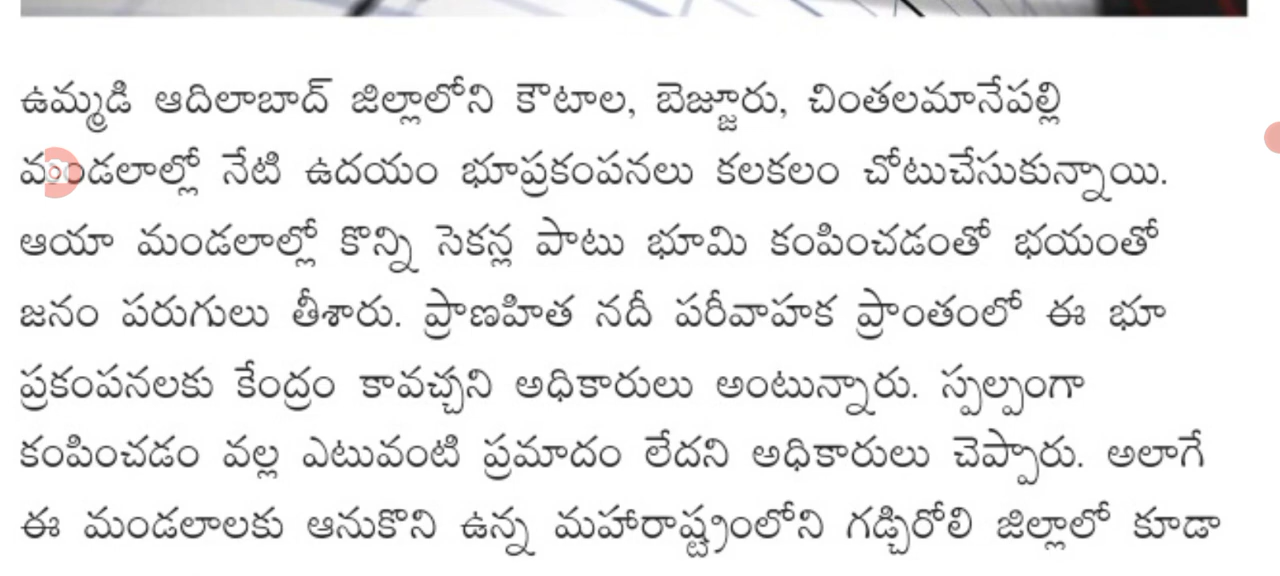 ఉమ్మడి ఆదిలాబాద్ జిల్లాలోని కౌటాల, బెజ్జూరు, చింతలమానేపల్లి
మండలాల్లో నేటి ఉదయం భూప్రకంపనలు కలకలం చోటుచేసుకున్నాయి.
ఆయా మండలాల్లో కొన్ని సెకన్ల పాటు భూమి కంపించడంతో భయంతో
జనం పరుగులు తీశారు. ప్రాణహిత నదీ పరీవాహక ప్రాంతంలో ఈ భూ
ప్రకంపనలకు కేంద్రం కావచ్చని అధికారులు అంటున్నారు. స్పల్పంగా
కంపించడం వల్ల ఎటువంటి ప్రమాదం లేదని అధికారులు చెప్పారు. అలాగే
ఈ మండలాలకు ఆనుకొని ఉన్న మహారాష్ట్రంలోని గడ్చిరోలి జిల్లాలో కూడా